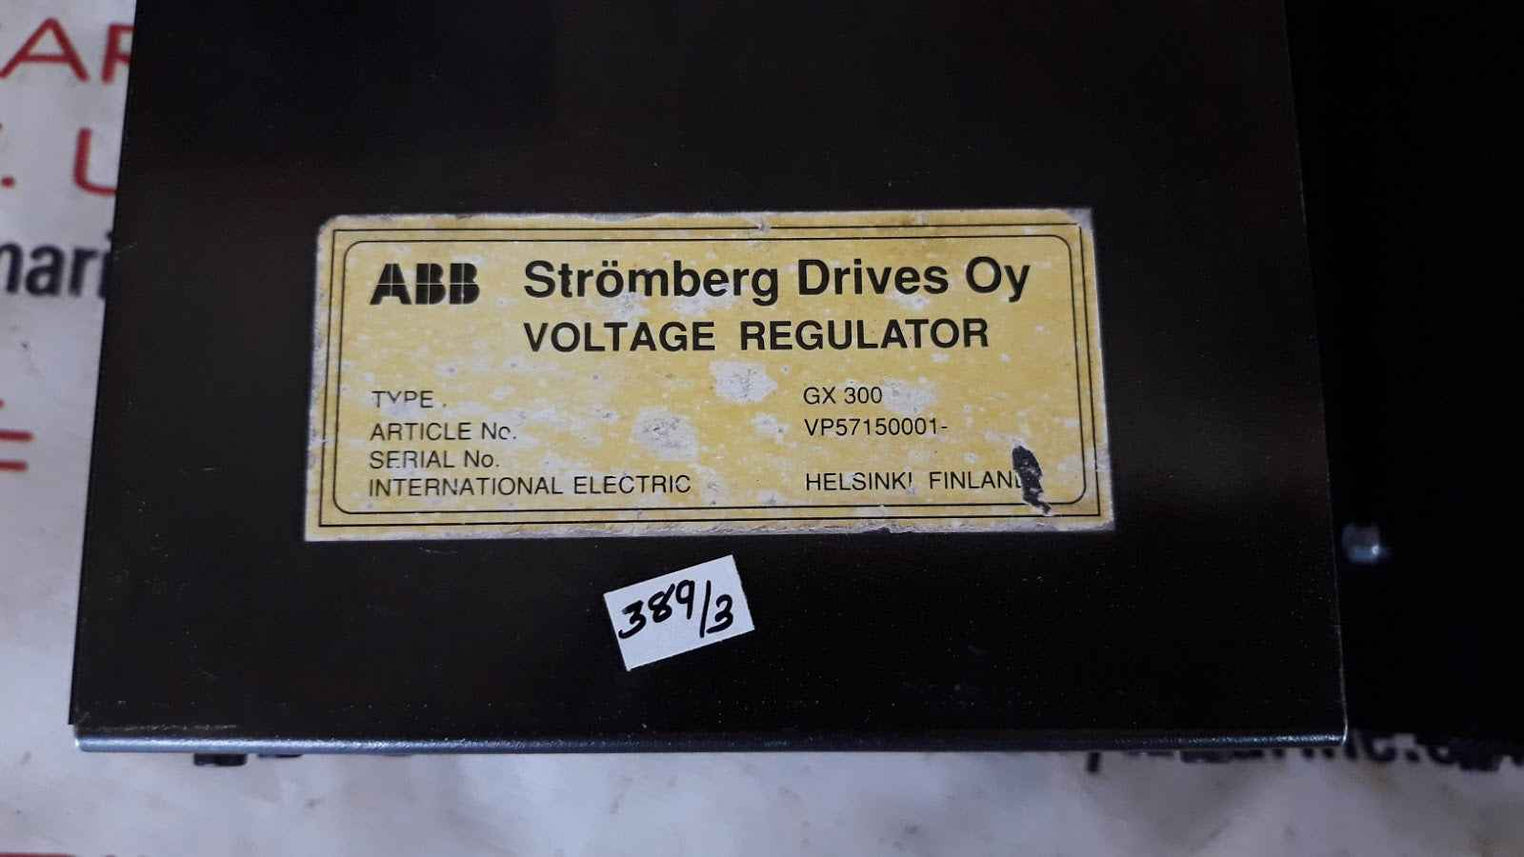 ABB Strömberg Drives Oy
VOLTAGE REGULATOR
TYPE GX 300
ARTICLE No. VP57150001-
SERIAL No.
INTERNATIONAL ELECTRIC HELSINKI FINLAND
389/3